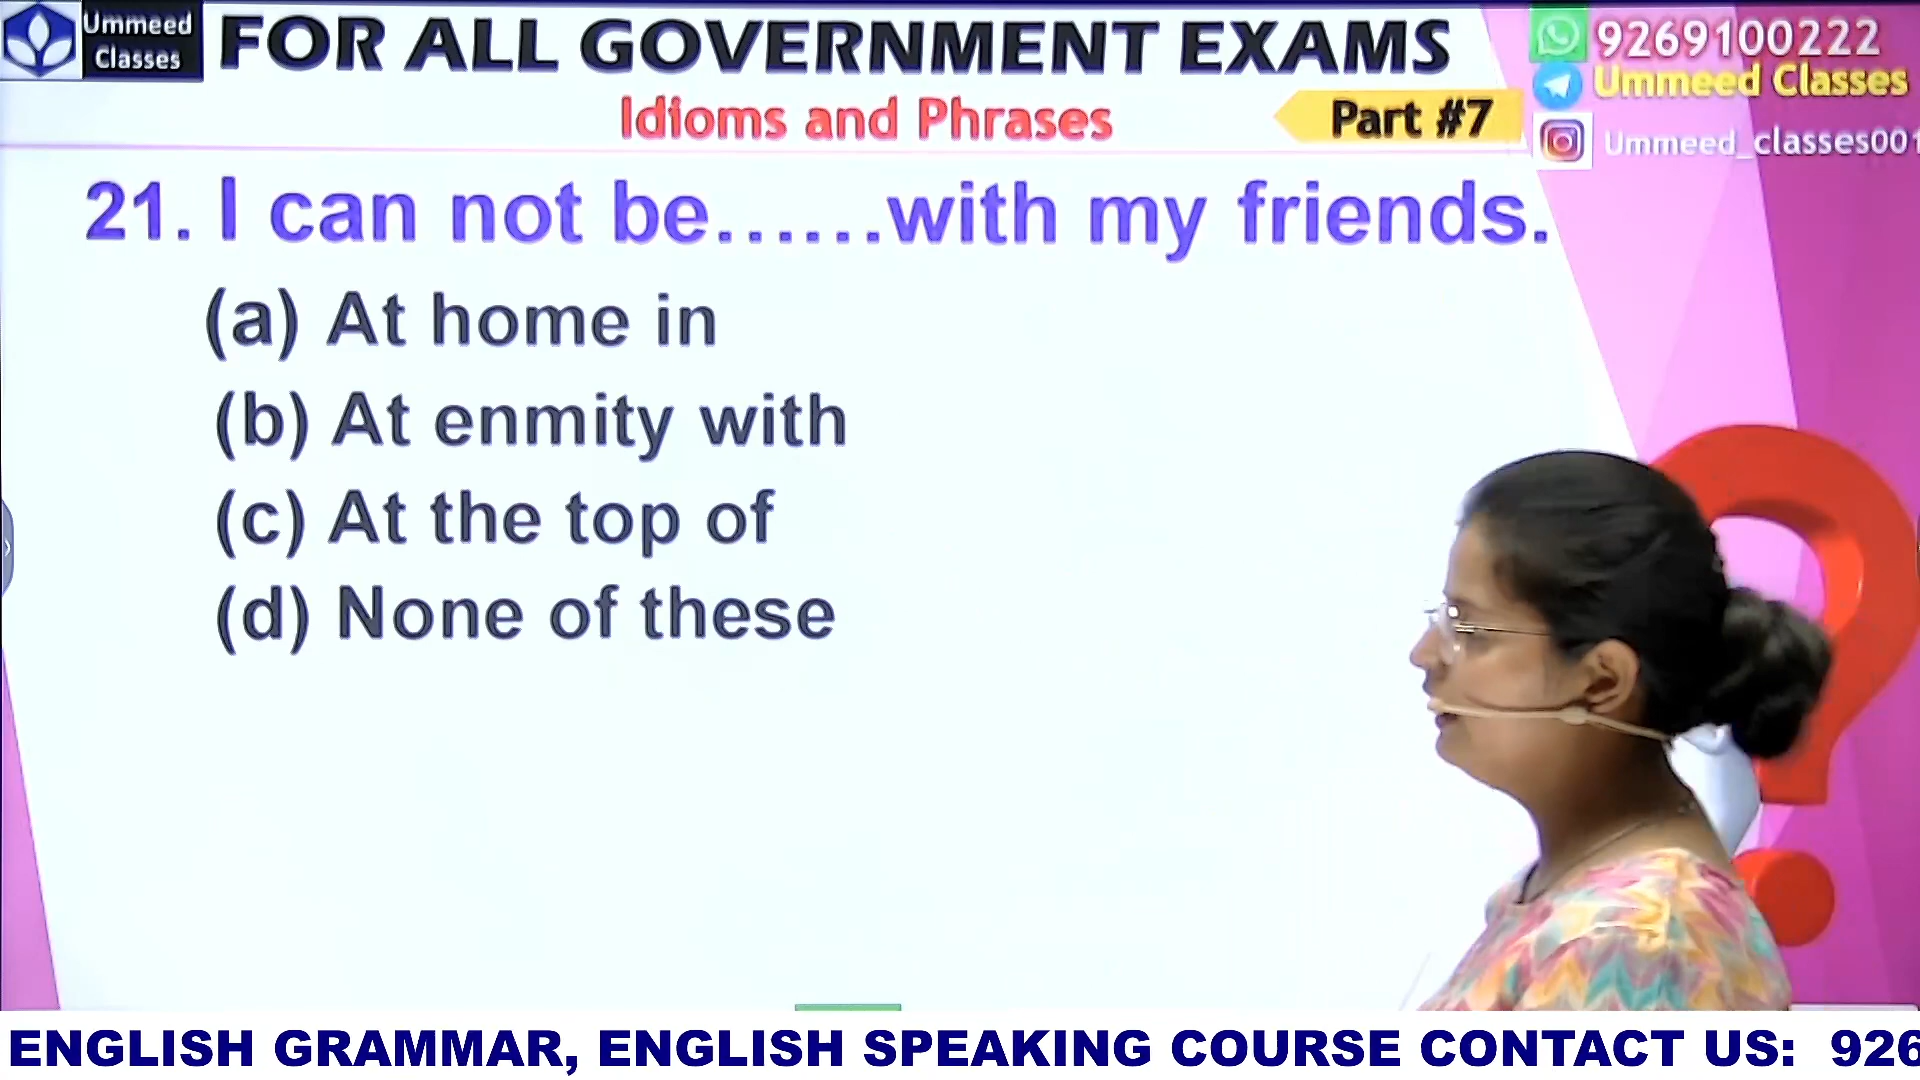 Ummeed
Classes
FOR ALL GOVERNMENT EXAMS
9269100222
Ummeed Classes
Idioms and Phrases
Part #7
Ummeed_classes001
21. I can not be......with my friends.
(a) At home in
(b) At enmity with
(c) At the top of
(d) None of these
ENGLISH GRAMMAR, ENGLISH SPEAKING COURSE CONTACT US: 926